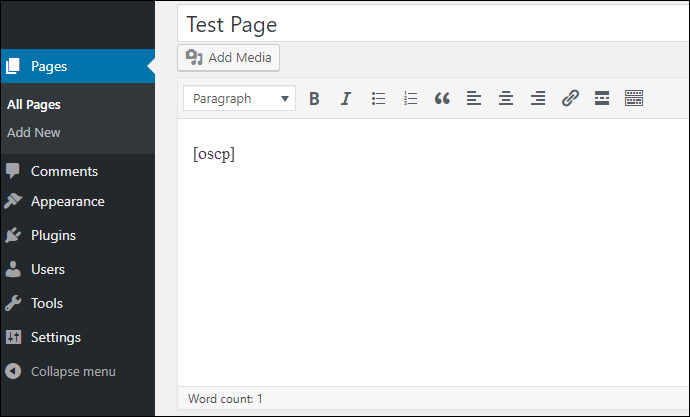 Test Page
Add Media
Pages
Paragraph
B I
All Pages
Add New
[oscp]
Comments
Appearance
Plugins
Users
Tools
Settings
Collapse menu
Word count: 1